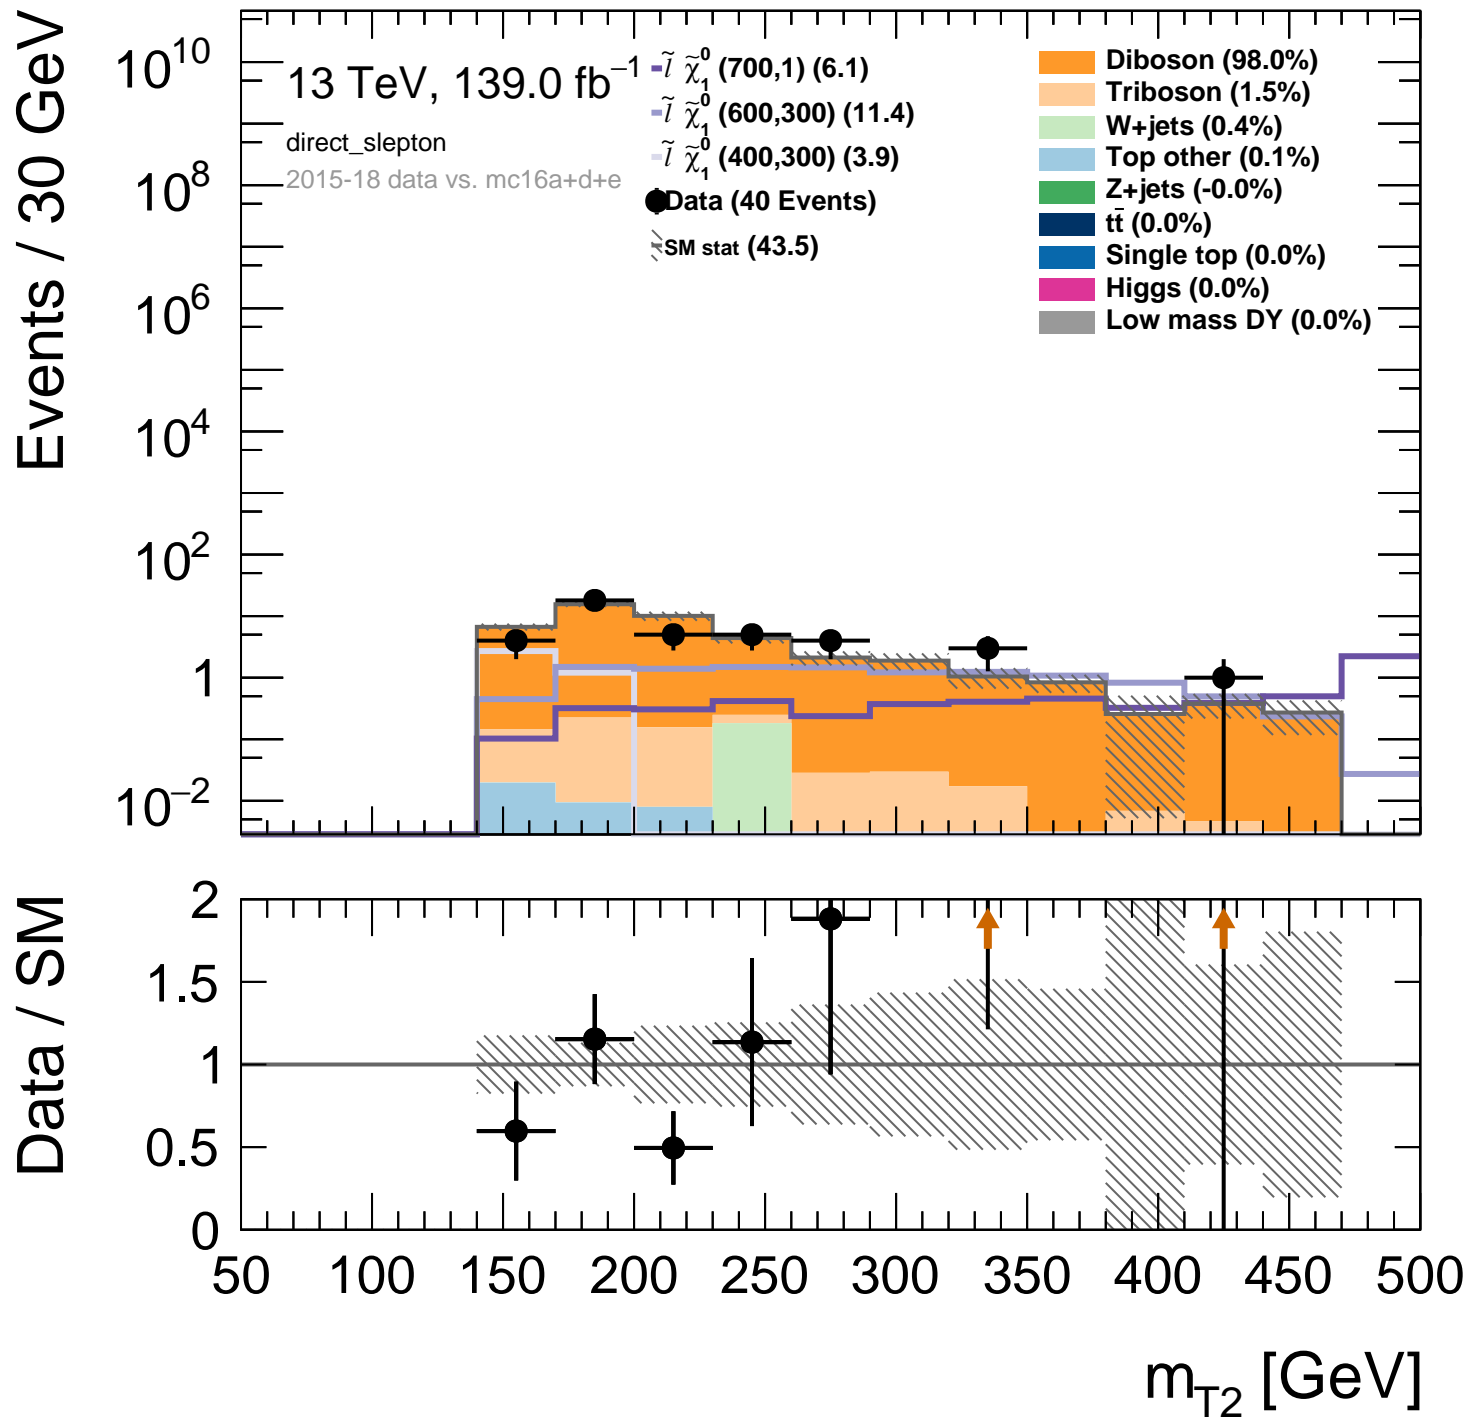 Events / 30 GeV
10¹⁰
10⁸
10⁶
10⁴
10²
1
10⁻²
13 TeV, 139.0 fb⁻¹
direct_slepton
2015-18 data vs. mc16a+d+e
l̃ χ̃₁⁰ (700,1) (6.1)
l̃ χ̃₁⁰ (600,300) (11.4)
l̃ χ̃₁⁰ (400,300) (3.9)
Data (40 Events)
SM stat (43.5)
Diboson (98.0%)
Triboson (1.5%)
W+jets (0.4%)
Top other (0.1%)
Z+jets (-0.0%)
tt̄ (0.0%)
Single top (0.0%)
Higgs (0.0%)
Low mass DY (0.0%)
Data / SM
2
1.5
1
0.5
0
50 100 150 200 250 300 350 400 450 500
m_T2 [GeV]